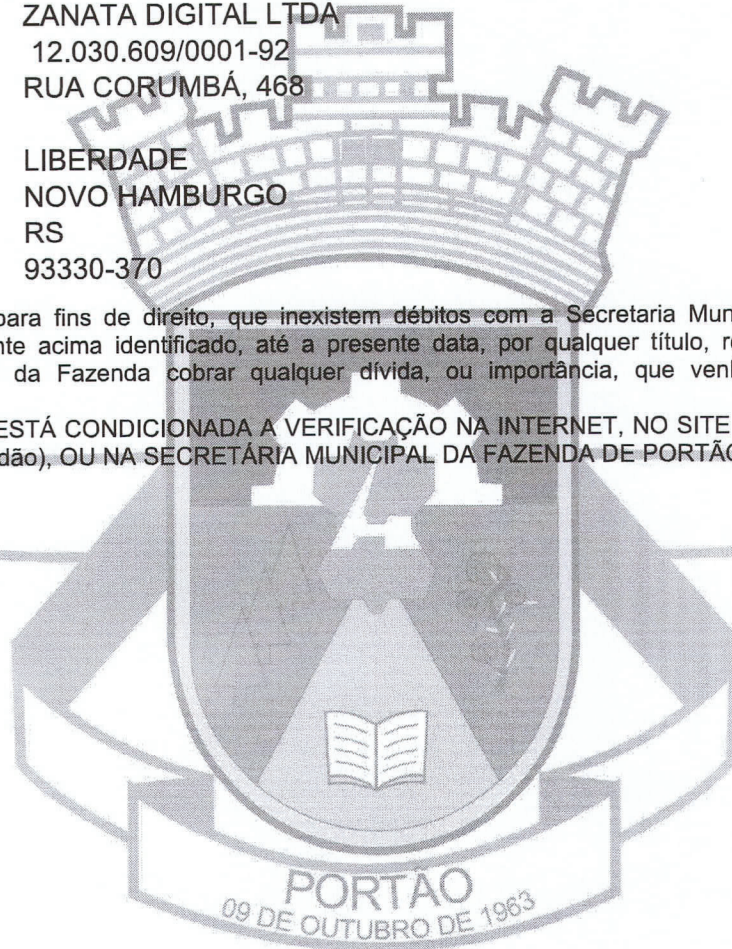 ZANATA DIGITAL LTDA
12.030.609/0001-92
RUA CORUMBÁ, 468
LIBERDADE
NOVO HAMBURGO
RS
93330-370
para fins de direito, que inexistem débitos com a Secretaria Mun
nte acima identificado, até a presente data, por qualquer título, re
da Fazenda cobrar qualquer dívida, ou importância, que venh
ESTÁ CONDICIONADA A VERIFICAÇÃO NA INTERNET, NO SITE
dão), OU NA SECRETÁRIA MUNICIPAL DA FAZENDA DE PORTÃO
PORTÃO
09 DE OUTUBRO DE 1963